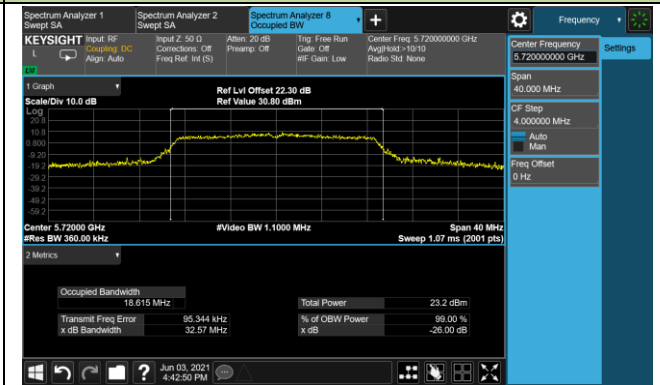 Spectrum Analyzer 1
Swept SA
Spectrum Analyzer 2
Swept SA
Spectrum Analyzer 8
Occupied BW
Frequency
KEYSIGHT
L
Input: RF
Coupling: DC
Align: Auto
Input Z: 50 Ω
Corrections: Off
Freq Ref: Int (S)
Atten: 20 dB
Preamp: Off
Trig: Free Run
Gate: Off
#IF Gain: Low
Center Freq: 5.720000000 GHz
Avg|Hold:>10/10
Radio Std: None
Center Frequency
5.720000000 GHz
Settings
Span
40.000 MHz
CF Step
4.000000 MHz
Auto
Man
Freq Offset
0 Hz
1 Graph
Scale/Div 10.0 dB
Ref Lvl Offset 22.30 dB
Ref Value 30.80 dBm
Log
20.8
10.8
0.800
-9.20
-19.2
-29.2
-39.2
-49.2
-59.2
Center 5.72000 GHz
#Res BW 360.00 kHz
#Video BW 1.1000 MHz
Span 40 MHz
Sweep 1.07 ms (2001 pts)
2 Metrics
Occupied Bandwidth
18.615 MHz
Transmit Freq Error 95.344 kHz
x dB Bandwidth 32.57 MHz
Total Power 23.2 dBm
% of OBW Power 99.00 %
x dB -26.00 dB
Jun 03, 2021
4:42:50 PM